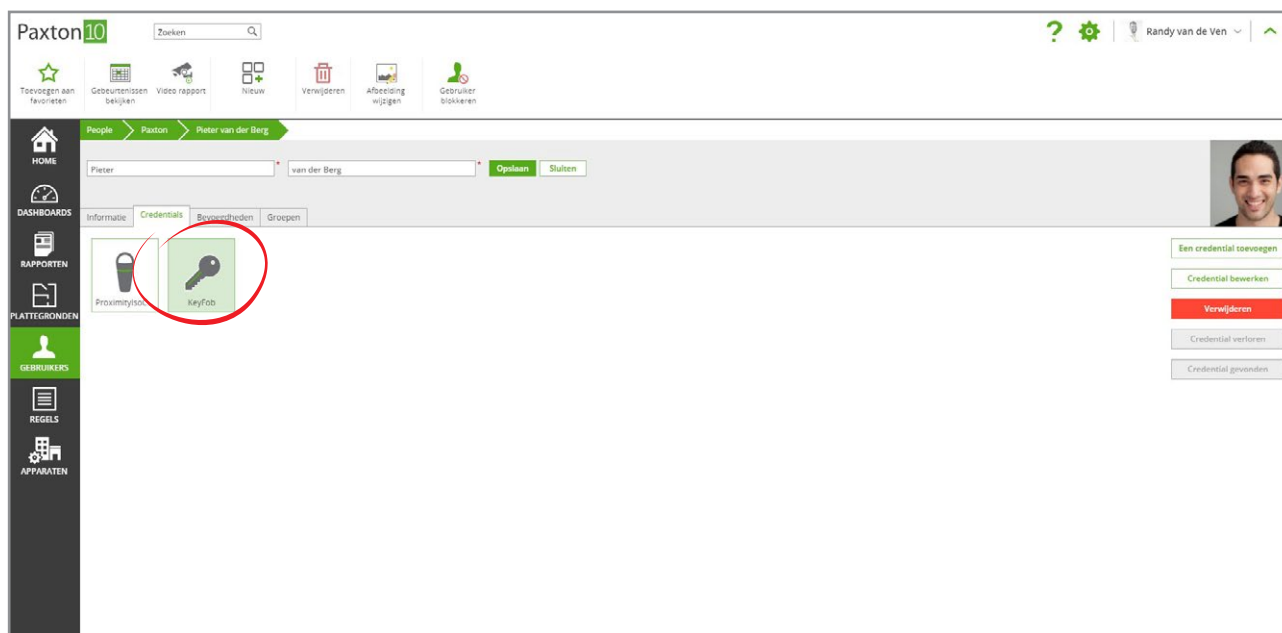 Paxton10
Zoeken
Randy van de Ven
Toevoegen aan
favorieten
Gebeurtenissen
bekijken
Video rapport
Nieuw
Verwijderen
Afbeelding
wijzigen
Gebruiker
blokkeren
HOME
DASHBOARDS
RAPPORTEN
PLATTEGRONDEN
GEBRUIKERS
REGELS
APPARATEN
People
Paxton
Pieter van der Berg
Pieter *
van der Berg *
Opslaan
Sluiten
Informatie
Credentials
Bevoegdheden
Groepen
KeyFob
Een credential toevoegen
Credential bewerken
Verwijderen
Credential verloren
Credential gevonden